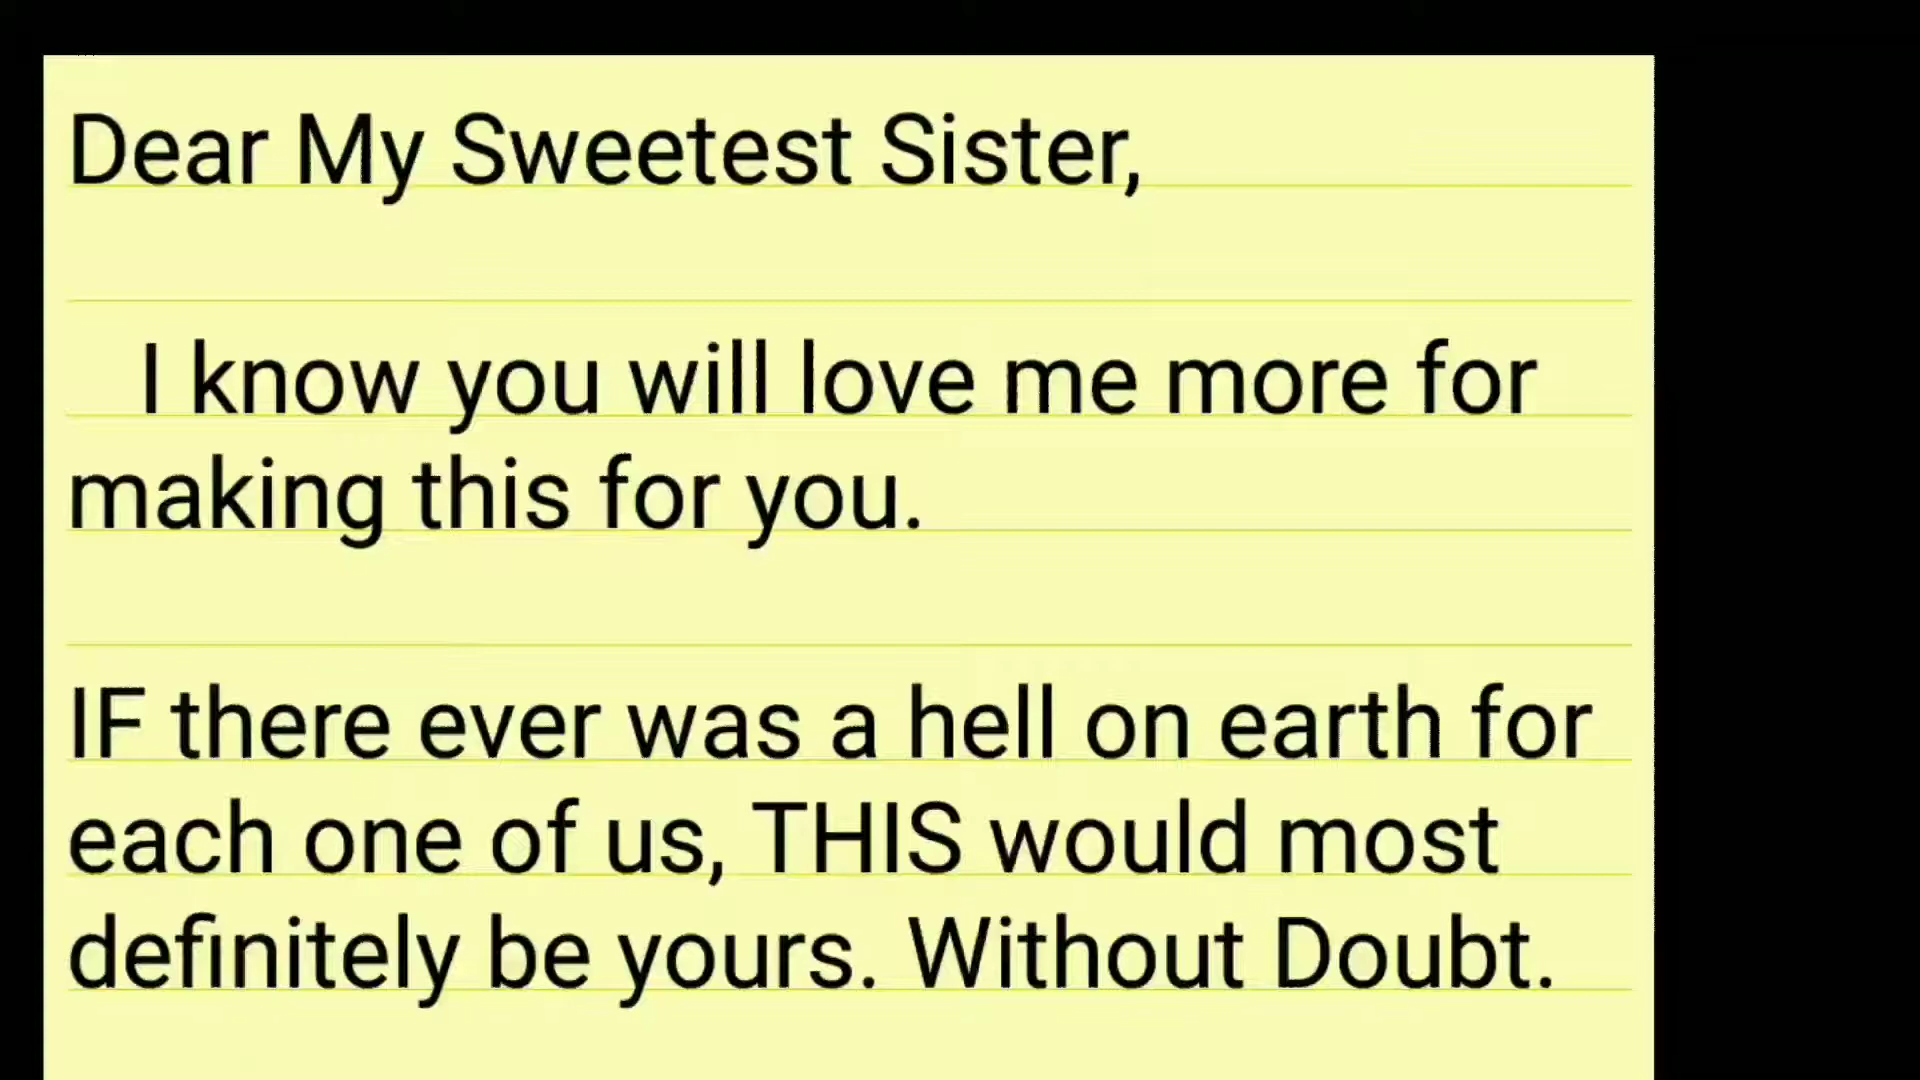 Dear My Sweetest Sister,
I know you will love me more for
making this for you.
IF there ever was a hell on earth for
each one of us, THIS would most
definitely be yours. Without Doubt.